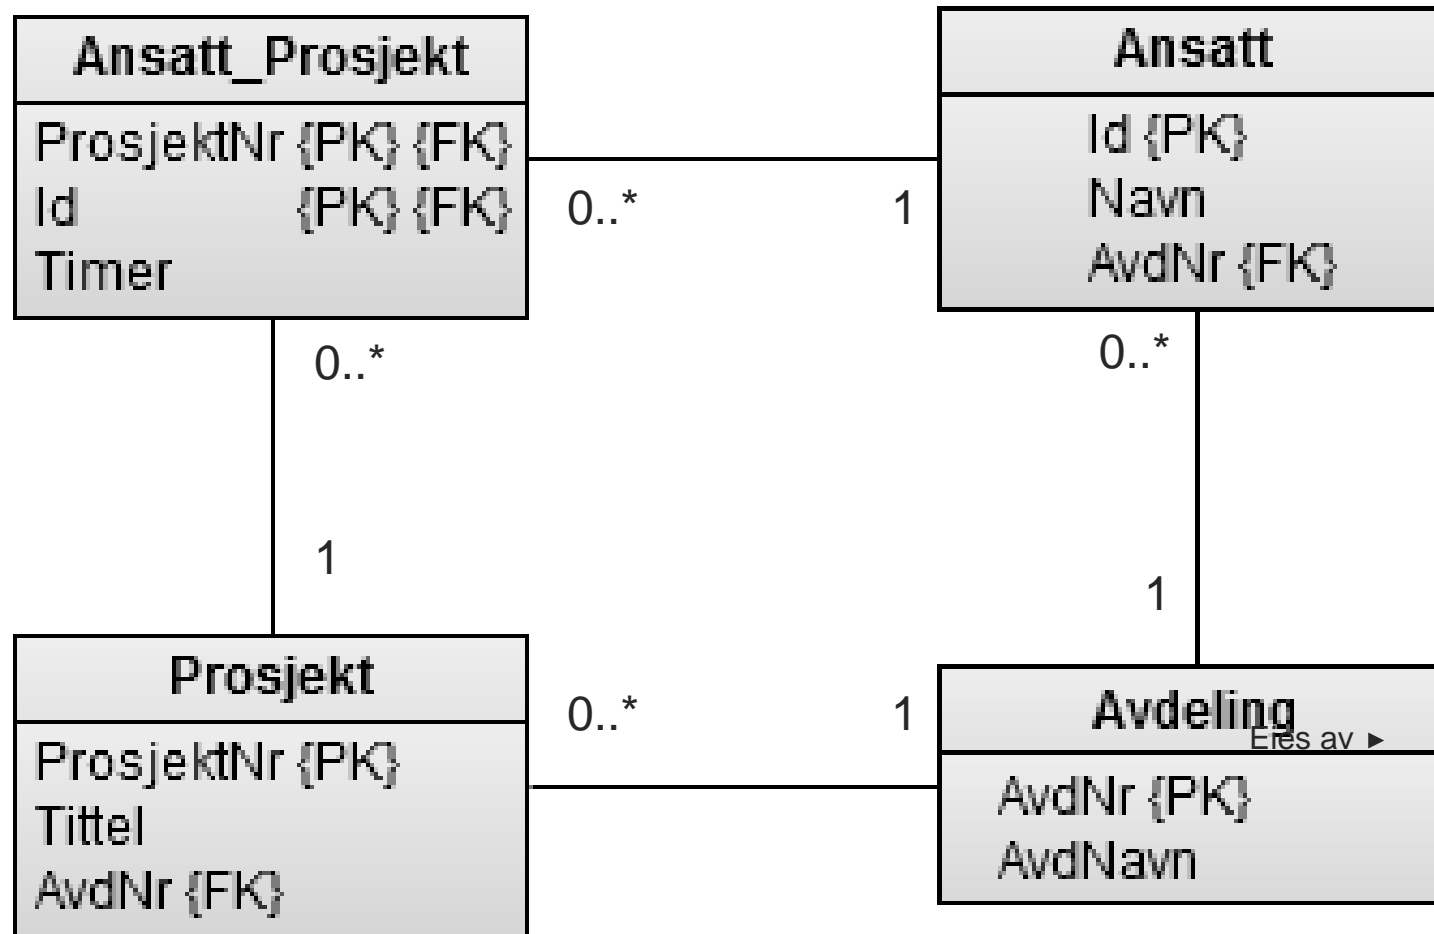 Ansatt_Prosjekt
ProsjektNr {PK} {FK}
Id {PK} {FK}
Timer
0..* 1
Ansatt
Id {PK}
Navn
AvdNr {FK}
0..*
1
0..*
1
Prosjekt
ProsjektNr {PK}
Tittel
AvdNr {FK}
0..* 1
Avdeling
Eies av ►
AvdNr {PK}
AvdNavn